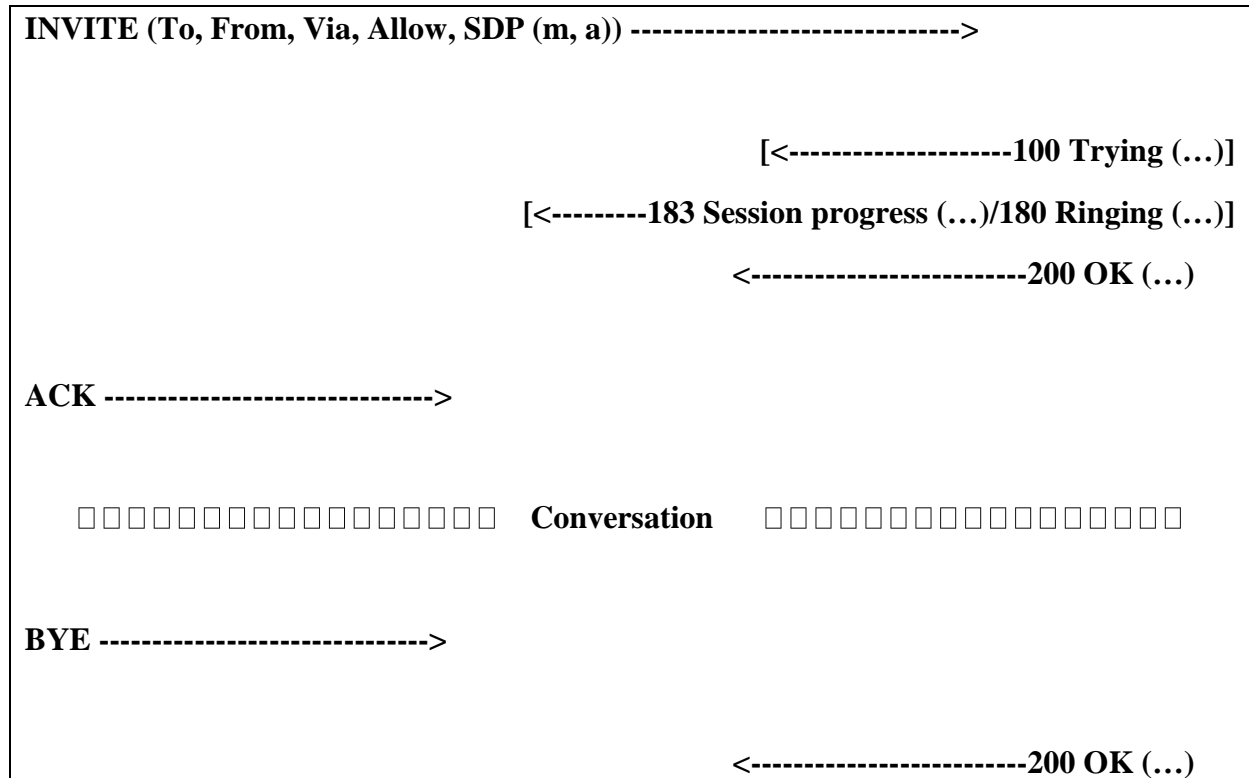 INVITE (To, From, Via, Allow, SDP (m, a)) ------------------------------->
[<---------------------100 Trying (…)]
[<---------183 Session progress (…)/180 Ringing (…)]
<--------------------------200 OK (…)
ACK ------------------------------->
□□□□□□□□□□□□□□□□□ Conversation □□□□□□□□□□□□□□□□□
BYE ------------------------------->
<--------------------------200 OK (…)